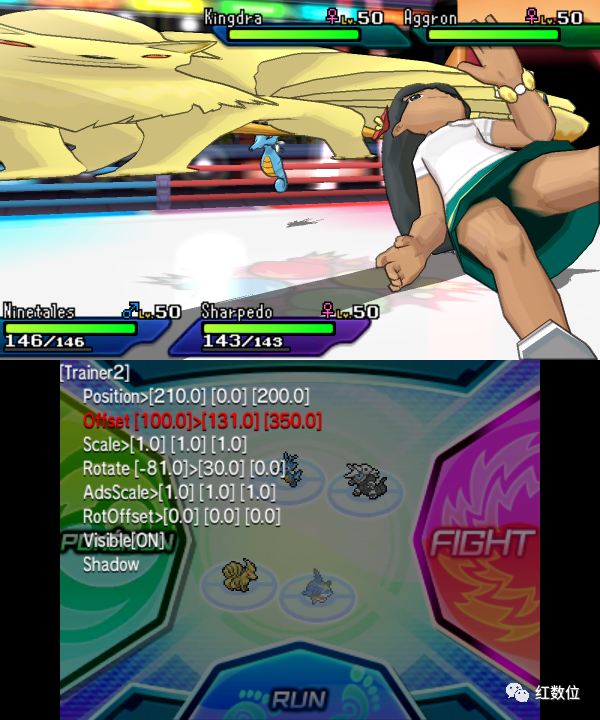 Kingdra ♀ Lv.50 Aggron ♀ Lv.50
Ninetales ♂ Lv.50 Sharpedo ♀ Lv.50
146/146 143/143
[Trainer2]
Position>[210.0] [0.0] [200.0]
Offset [100.0]>[131.0] [350.0]
Scale>[1.0] [1.0] [1.0]
Rotate [-81.0]>[30.0] [0.0]
AdsScale>[1.0] [1.0] [1.0]
RotOffset>[0.0] [0.0] [0.0]
Visible[ON]
Shadow
FIGHT
RUN
红数位